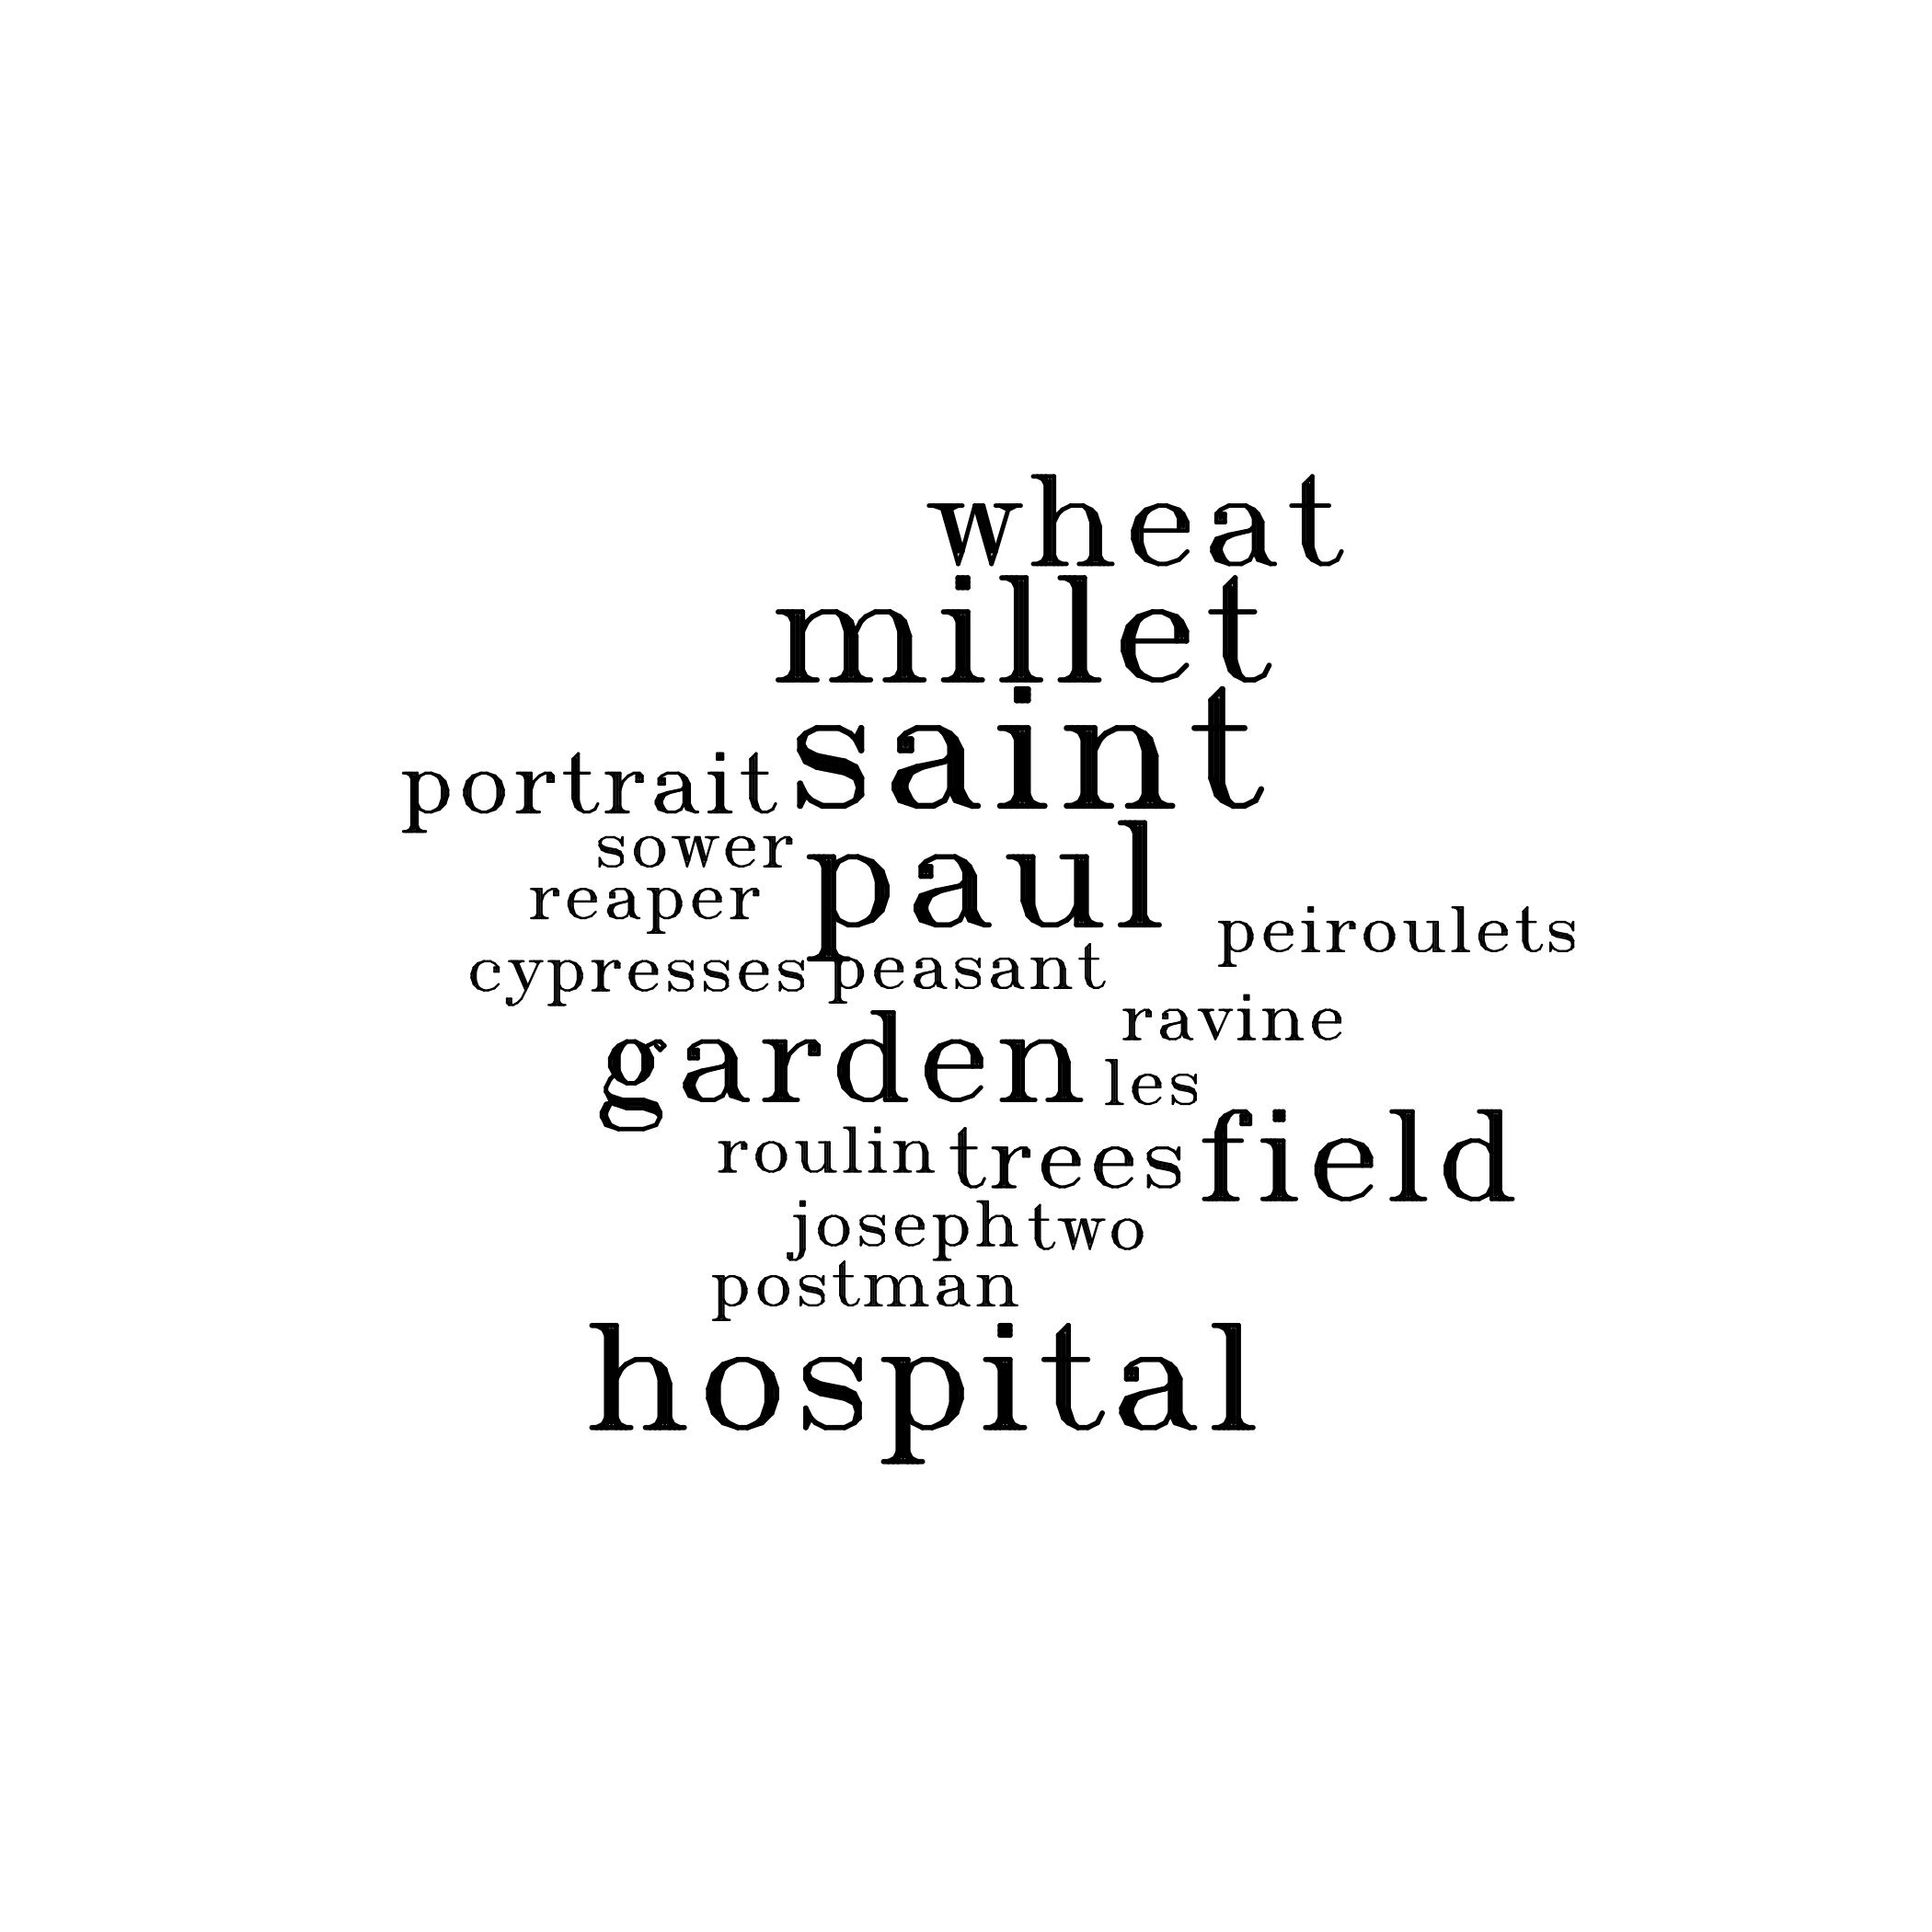 wheat
millet
saint
portrait
sower
paul
reaper
peiroulets
cypresses peasant
ravine
garden
les
roulin trees field
joseph two
postman
hospital